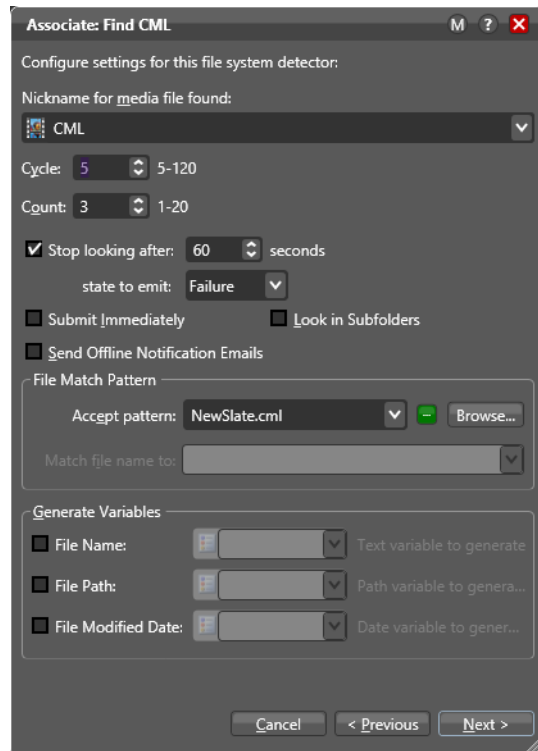 Associate: Find CML M ?
Configure settings for this file system detector:
Nickname for media file found:
CML
Cycle: 5 5-120
Count: 3 1-20
Stop looking after: 60 seconds
state to emit: Failure
Submit Immediately Look in Subfolders
Send Offline Notification Emails
File Match Pattern
Accept pattern: NewSlate.cml Browse...
Match file name to:
Generate Variables
File Name: Text variable to generate
File Path: Path variable to genera...
File Modified Date: Date variable to gener...
Cancel < Previous Next >